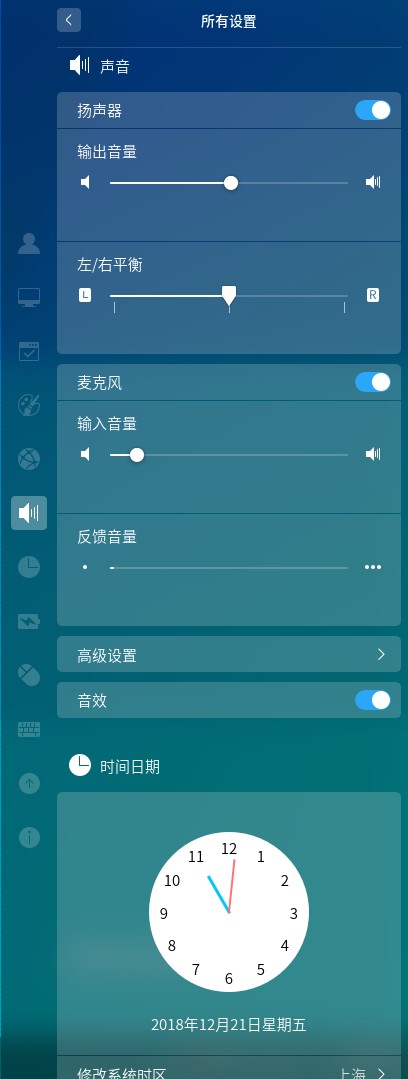 所有设置
声音
扬声器
输出音量
左/右平衡
L R
麦克风
输入音量
反馈音量
高级设置
音效
时间日期
12
11 1
10 2
9 3
8 4
7 5
6
2018年12月21日星期五
修改系统时区 上海